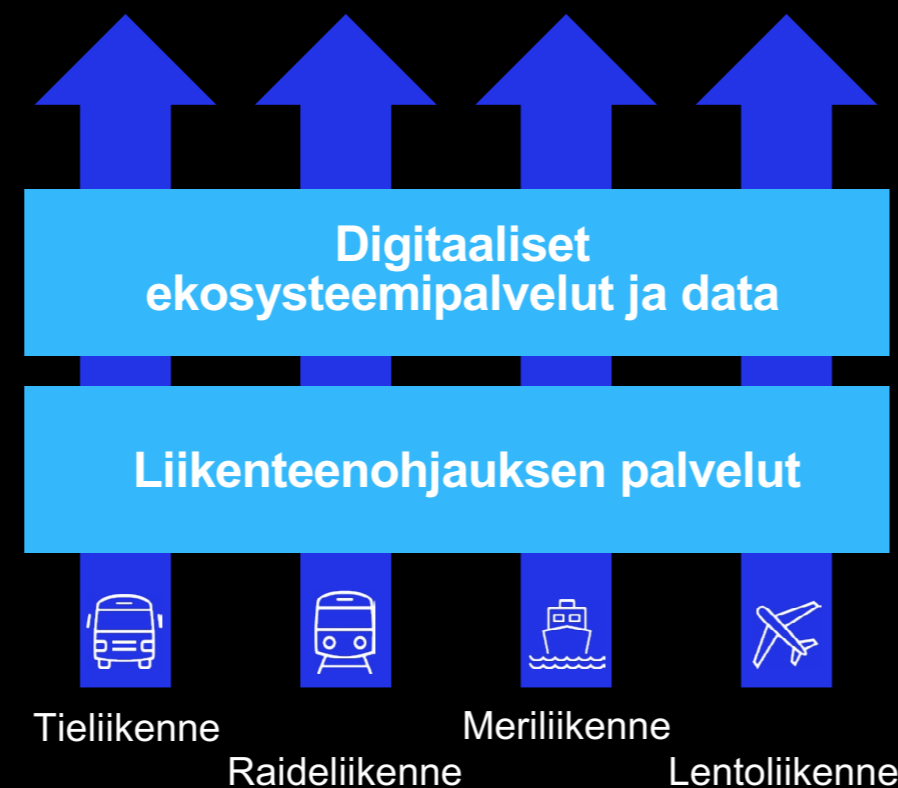 Digitaaliset
ekosysteemipalvelut ja data
Liikenteenohjauksen palvelut
Tieliikenne
Raideliikenne
Meriliikenne
Lentoliikenne